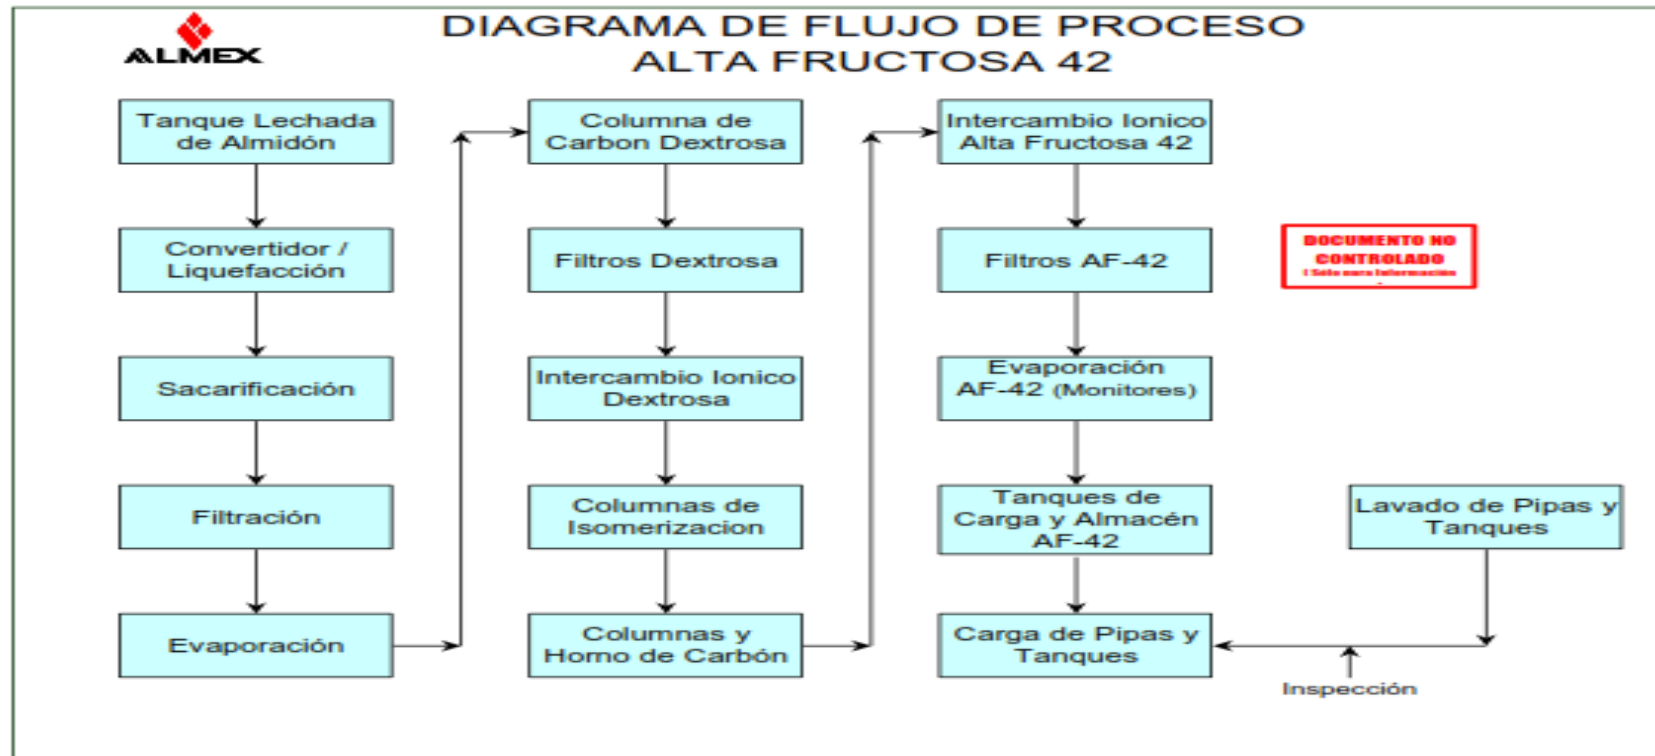 ALMEX
DIAGRAMA DE FLUJO DE PROCESO
ALTA FRUCTOSA 42
Tanque Lechada
de Almidón
Convertidor /
Liquefacción
Sacarificación
Filtración
Evaporación
Columna de
Carbon Dextrosa
Filtros Dextrosa
Intercambio Ionico
Dextrosa
Columnas de
Isomerizacion
Columnas y
Horno de Carbón
Intercambio Ionico
Alta Fructosa 42
Filtros AF-42
Evaporación
AF-42 (Monitores)
Tanques de
Carga y Almacén
AF-42
Carga de Pipas y
Tanques
DOCUMENTO NO
CONTROLADO
( Sólo para Información
Lavado de Pipas y
Tanques
Inspección